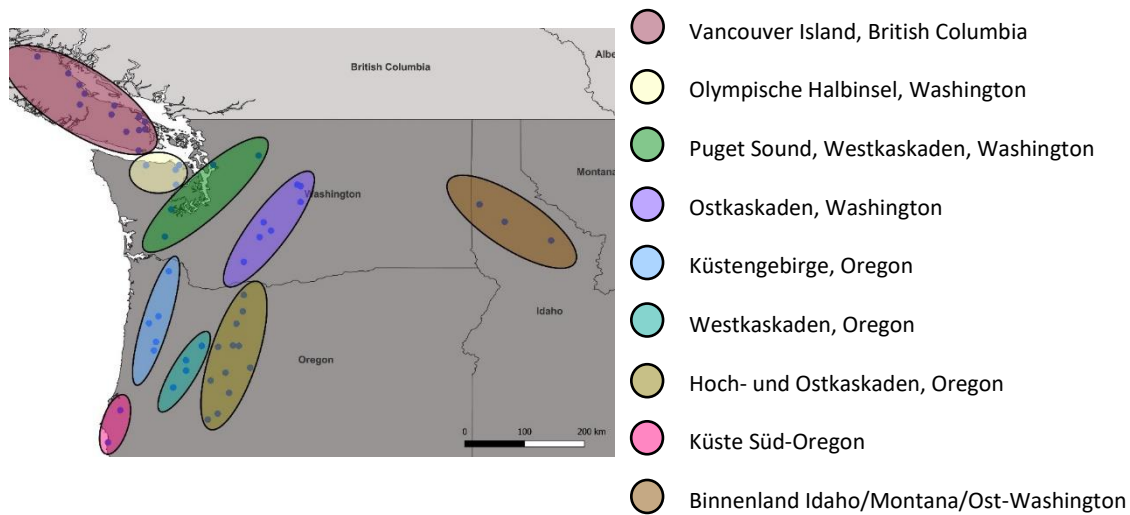 British Columbia
Albe
Washington
Montana
Idaho
Oregon
0 100 200 km
Vancouver Island, British Columbia
Olympische Halbinsel, Washington
Puget Sound, Westkaskaden, Washington
Ostkaskaden, Washington
Küstengebirge, Oregon
Westkaskaden, Oregon
Hoch- und Ostkaskaden, Oregon
Küste Süd-Oregon
Binnenland Idaho/Montana/Ost-Washington